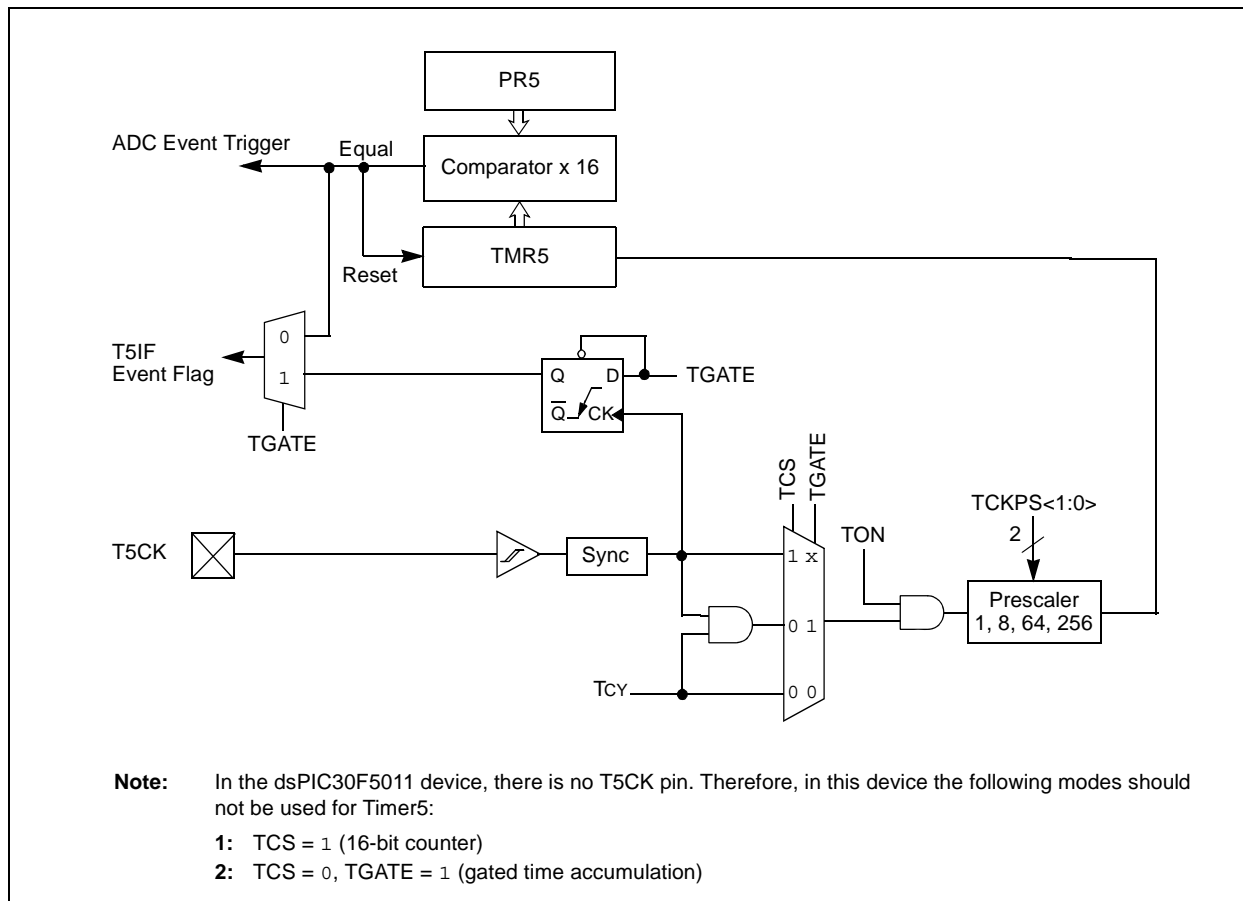 PR5
ADC Event Trigger
Equal
Comparator x 16
TMR5
Reset
0
T5IF
Event Flag
1
Q D
TGATE
Q CK
TGATE
TCS
TGATE
TCKPS<1:0>
2
TON
T5CK
Sync
1 x
Prescaler
1, 8, 64, 256
0 1
TCY
0 0
Note: In the dsPIC30F5011 device, there is no T5CK pin. Therefore, in this device the following modes should
not be used for Timer5:
1: TCS = 1 (16-bit counter)
2: TCS = 0, TGATE = 1 (gated time accumulation)